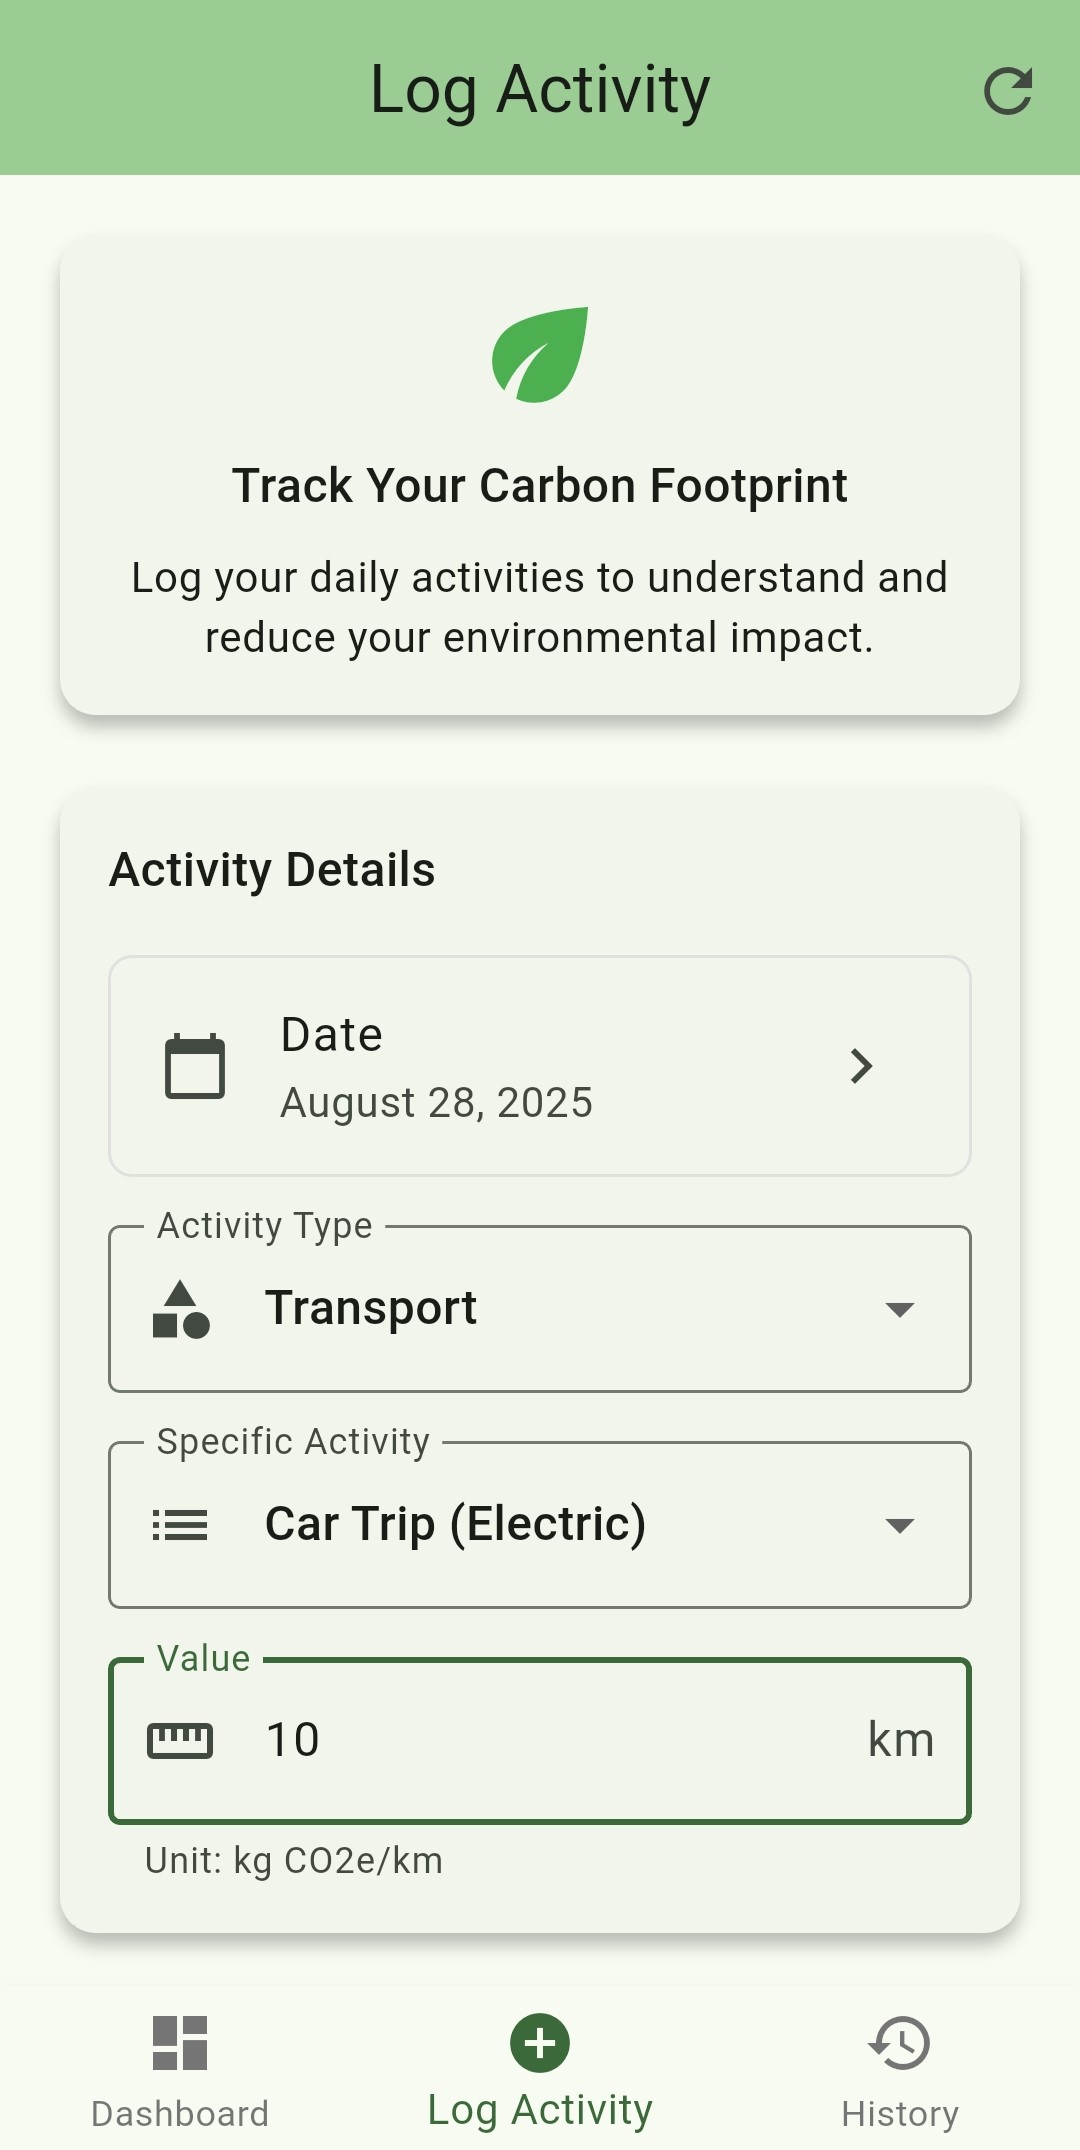 Log Activity
Track Your Carbon Footprint
Log your daily activities to understand and
reduce your environmental impact.
Activity Details
Date
August 28, 2025
Activity Type
Transport
Specific Activity
Car Trip (Electric)
Value
10 km
Unit: kg CO2e/km
Dashboard Log Activity History